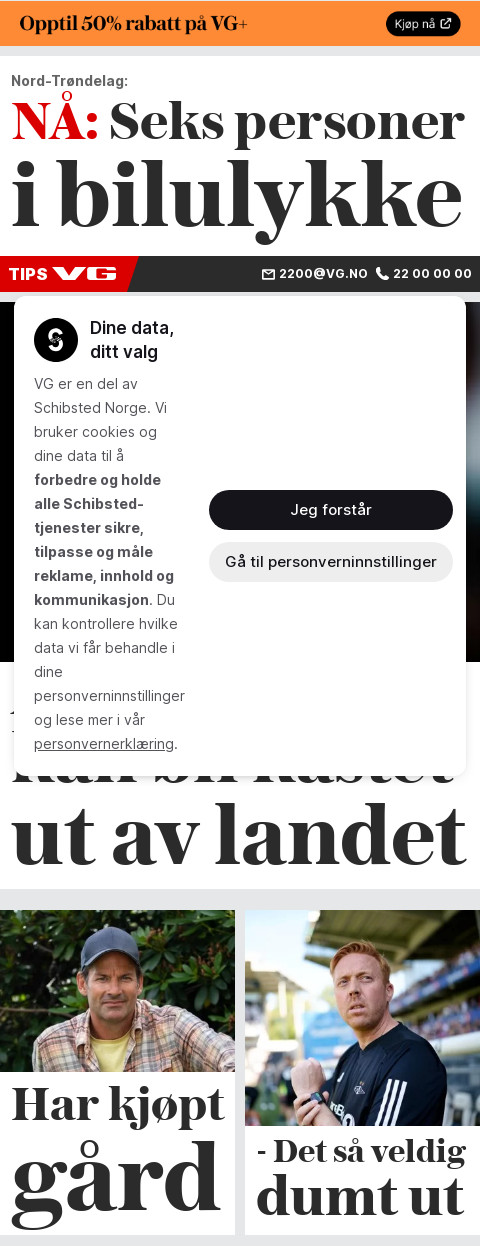 Opptil 50% rabatt på VG+
Kjøp nå
Nord-Trøndelag:
NÅ: Seks personer
i bilulykke
TIPS VG
2200@VG.NO 22 00 00 00
Dine data,
ditt valg
VG er en del av
Schibsted Norge. Vi
bruker cookies og
dine data til å
forbedre og holde
alle Schibsted-
tjenester sikre,
tilpasse og måle
reklame, innhold og
kommunikasjon. Du
kan kontrollere hvilke
data vi får behandle i
dine
personverninnstillinger
og lese mer i vår
personvernerklæring.
Jeg forstår
Gå til personverninnstillinger
kan bli kastet
ut av landet
Har kjøpt
gård
- Det så veldig
dumt ut